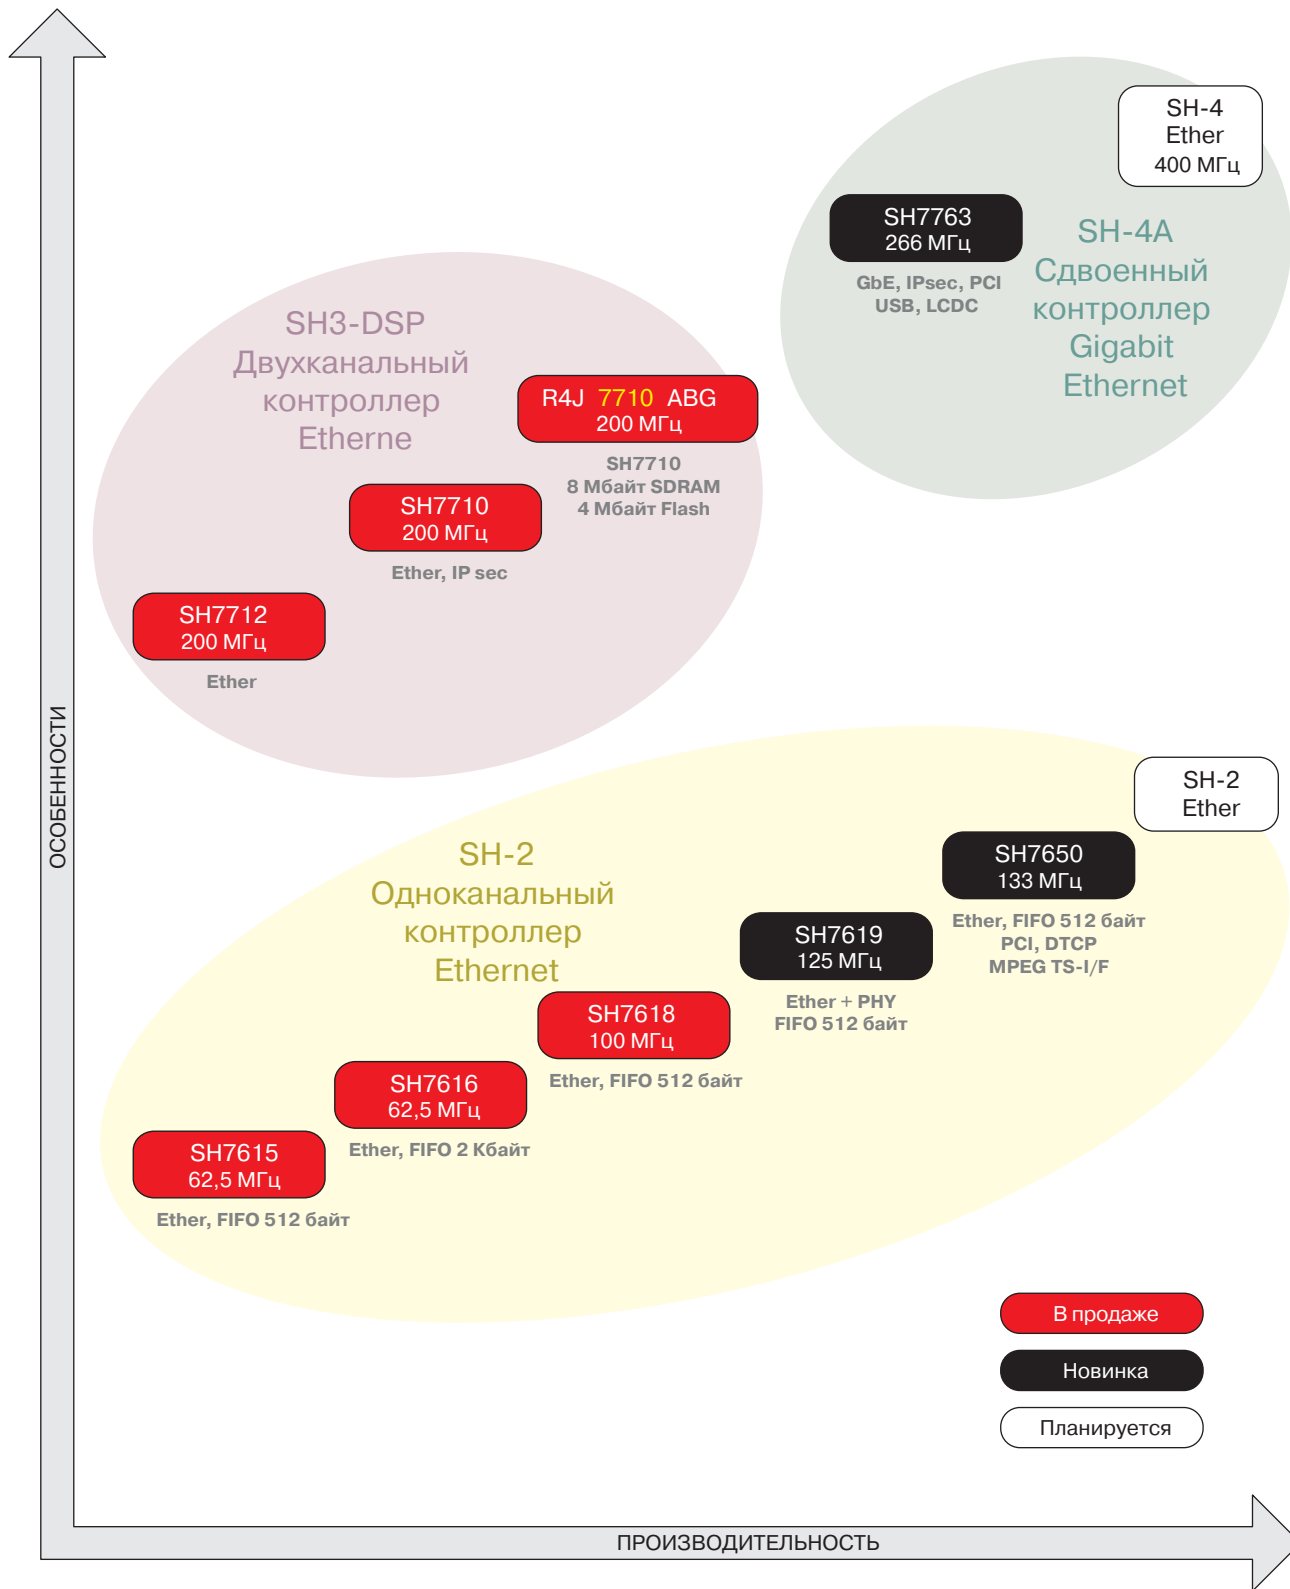 SH-4
Ether
400 МГц
SH7763
266 МГц
GbE, IPsec, PCI
USB, LCDC
SH-4A
Сдвоенный
контроллер
Gigabit
Ethernet
SH3-DSP
Двухканальный
контроллер
Etherne
R4J 7710 ABG
200 МГц
SH7710
8 Мбайт SDRAM
4 Мбайт Flash
SH7710
200 МГц
Ether, IP sec
SH7712
200 МГц
Ether
ОСОБЕННОСТИ
SH-2
Ether
SH-2
Одноканальный
контроллер
Ethernet
SH7650
133 МГц
Ether, FIFO 512 байт
PCI, DTCP
MPEG TS-I/F
SH7619
125 МГц
Ether + PHY
FIFO 512 байт
SH7618
100 МГц
Ether, FIFO 512 байт
SH7616
62,5 МГц
Ether, FIFO 2 Кбайт
SH7615
62,5 МГц
Ether, FIFO 512 байт
В продаже
Новинка
Планируется
ПРОИЗВОДИТЕЛЬНОСТЬ